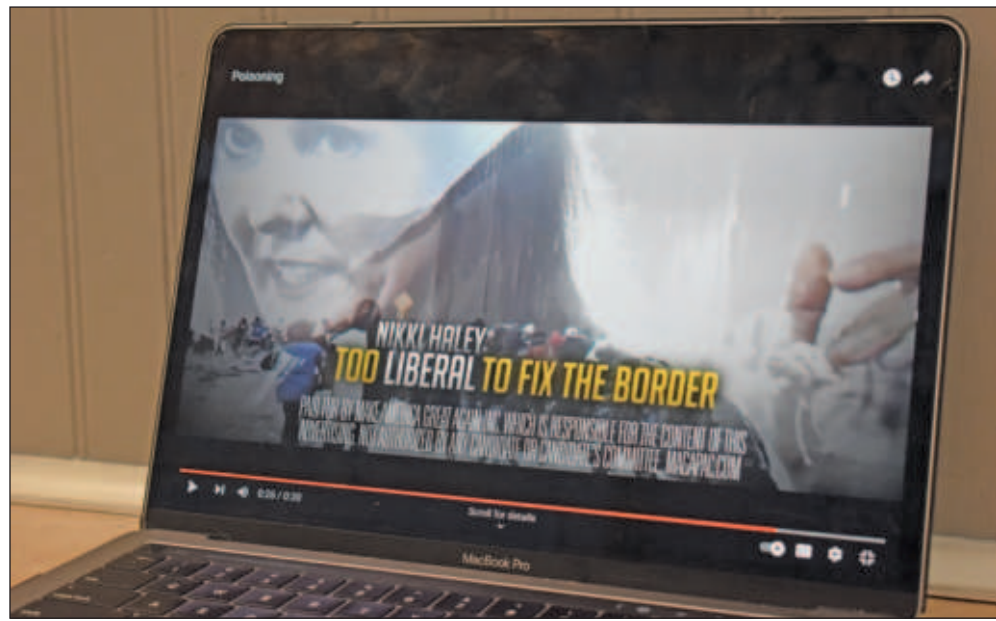 Poisoning
NIKKI HALEY:
TOO LIBERAL TO FIX THE BORDER
PAID FOR BY MAKE AMERICA GREAT AGAIN INC. WHICH IS RESPONSIBLE FOR THE CONTENT OF THIS
ADVERTISING. NOT AUTHORIZED BY ANY CANDIDATE OR CANDIDATE'S COMMITTEE. MAGAPAC.COM
0:26 / 0:30
Scroll for details
MacBook Pro